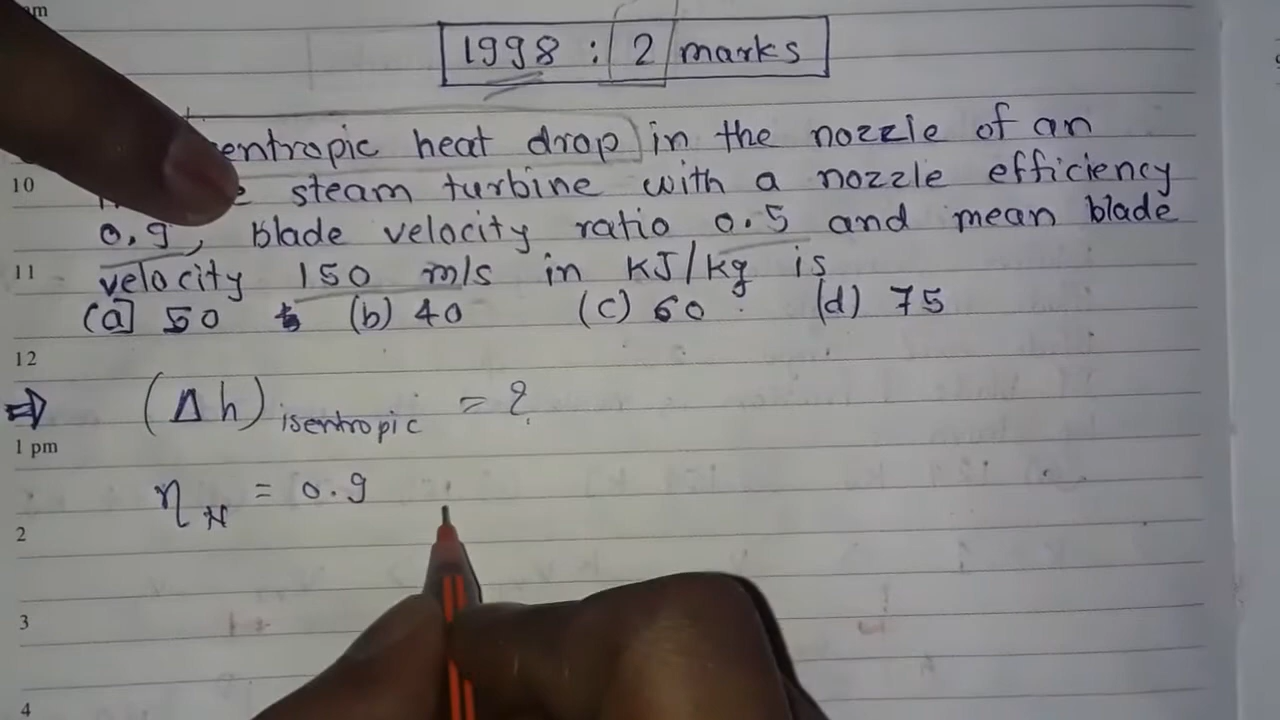 am
1998 : 2 marks
entropic heat drop in the nozzle of an
10
steam turbine with a nozzle efficiency
0.9, blade velocity ratio 0.5 and mean blade
11
velocity 150 m/s in kJ/kg is
(a) 50 (b) 40 (c) 60 (d) 75
12
⇒ (Δh) isentropic = ?
1 pm
η N = 0.9
2
3
4